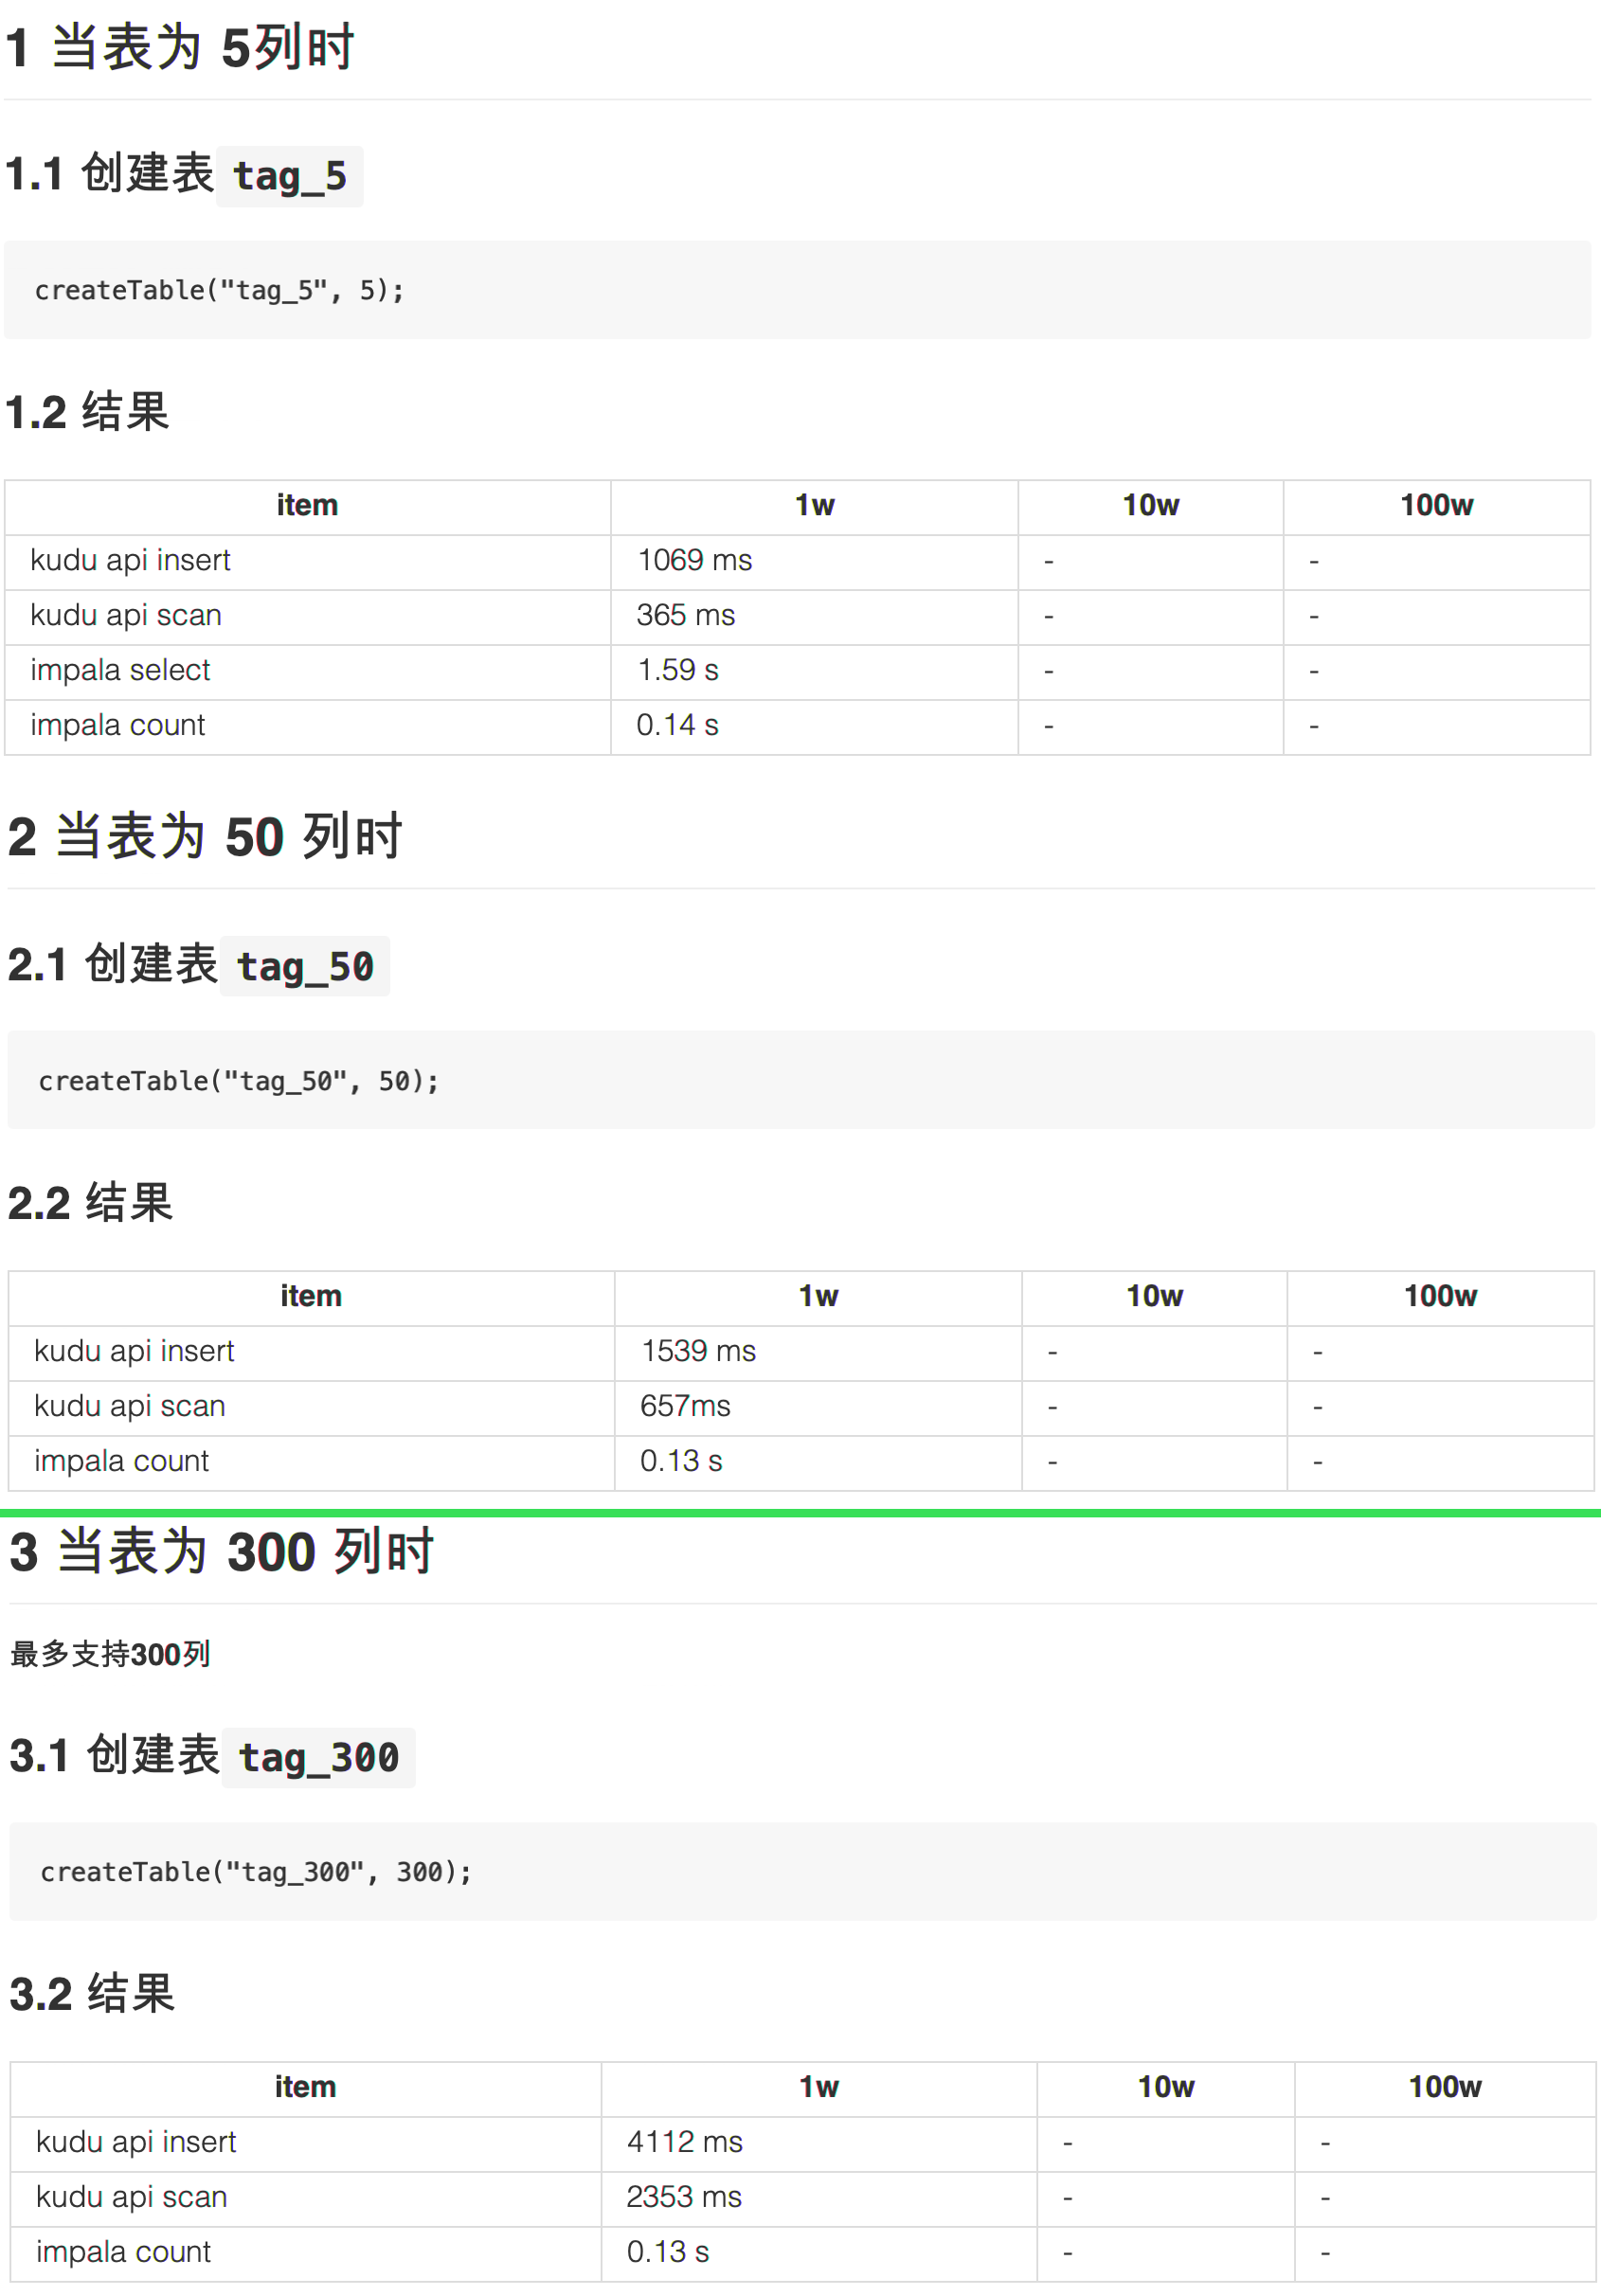 1 当表为 5列时
1.1 创建表 tag_5
createTable("tag_5", 5);
1.2 结果
item 1w 10w 100w
kudu api insert 1069 ms - -
kudu api scan 365 ms - -
impala select 1.59 s - -
impala count 0.14 s - -
2 当表为 50 列时
2.1 创建表 tag_50
createTable("tag_50", 50);
2.2 结果
item 1w 10w 100w
kudu api insert 1539 ms - -
kudu api scan 657ms - -
impala count 0.13 s - -
3 当表为 300 列时
最多支持300列
3.1 创建表 tag_300
createTable("tag_300", 300);
3.2 结果
item 1w 10w 100w
kudu api insert 4112 ms - -
kudu api scan 2353 ms - -
impala count 0.13 s - -